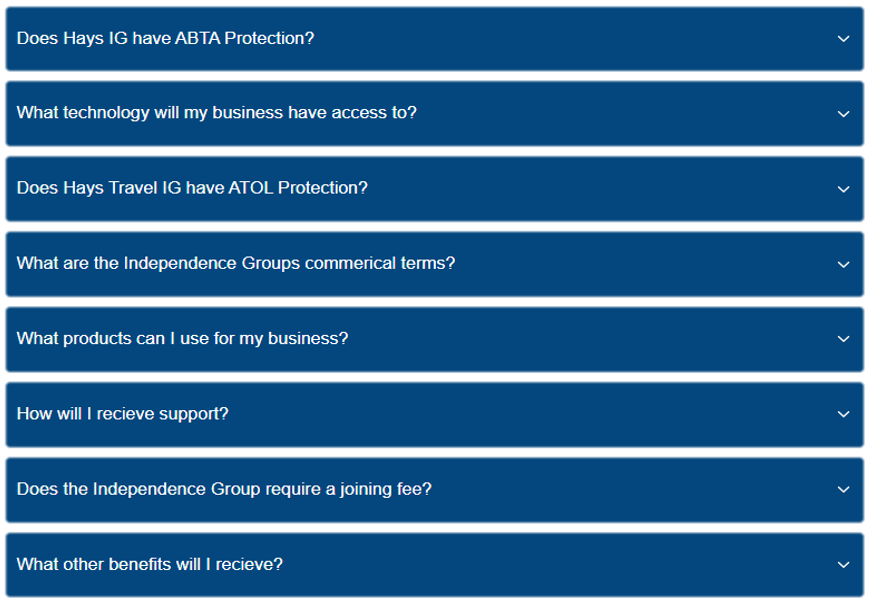 Does Hays IG have ABTA Protection?
What technology will my business have access to?
Does Hays Travel IG have ATOL Protection?
What are the Independence Groups commerical terms?
What products can I use for my business?
How will I recieve support?
Does the Independence Group require a joining fee?
What other benefits will I recieve?